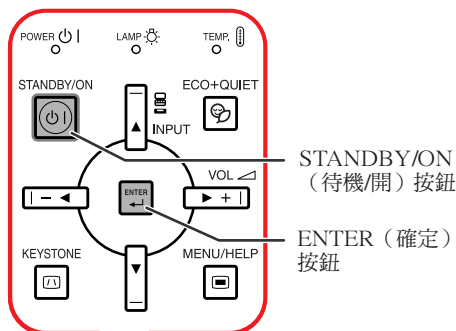 POWER LAMP TEMP.
STANDBY/ON ECO+QUIET
INPUT
VOL
ENTER
KEYSTONE MENU/HELP
STANDBY/ON
（待機/開）按鈕
ENTER（確定）
按鈕